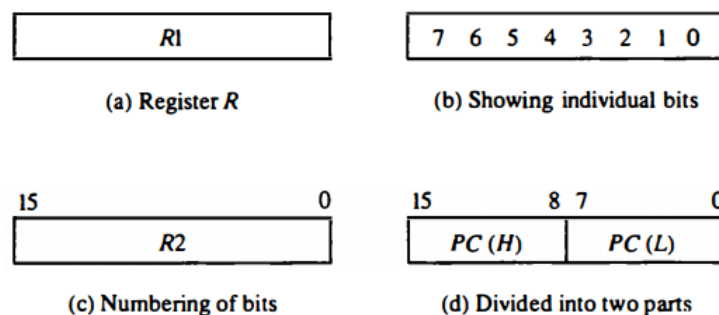 R1
7 6 5 4 3 2 1 0
(a) Register R
(b) Showing individual bits
15 0
15 8 7 0
R2
PC (H) PC (L)
(c) Numbering of bits
(d) Divided into two parts